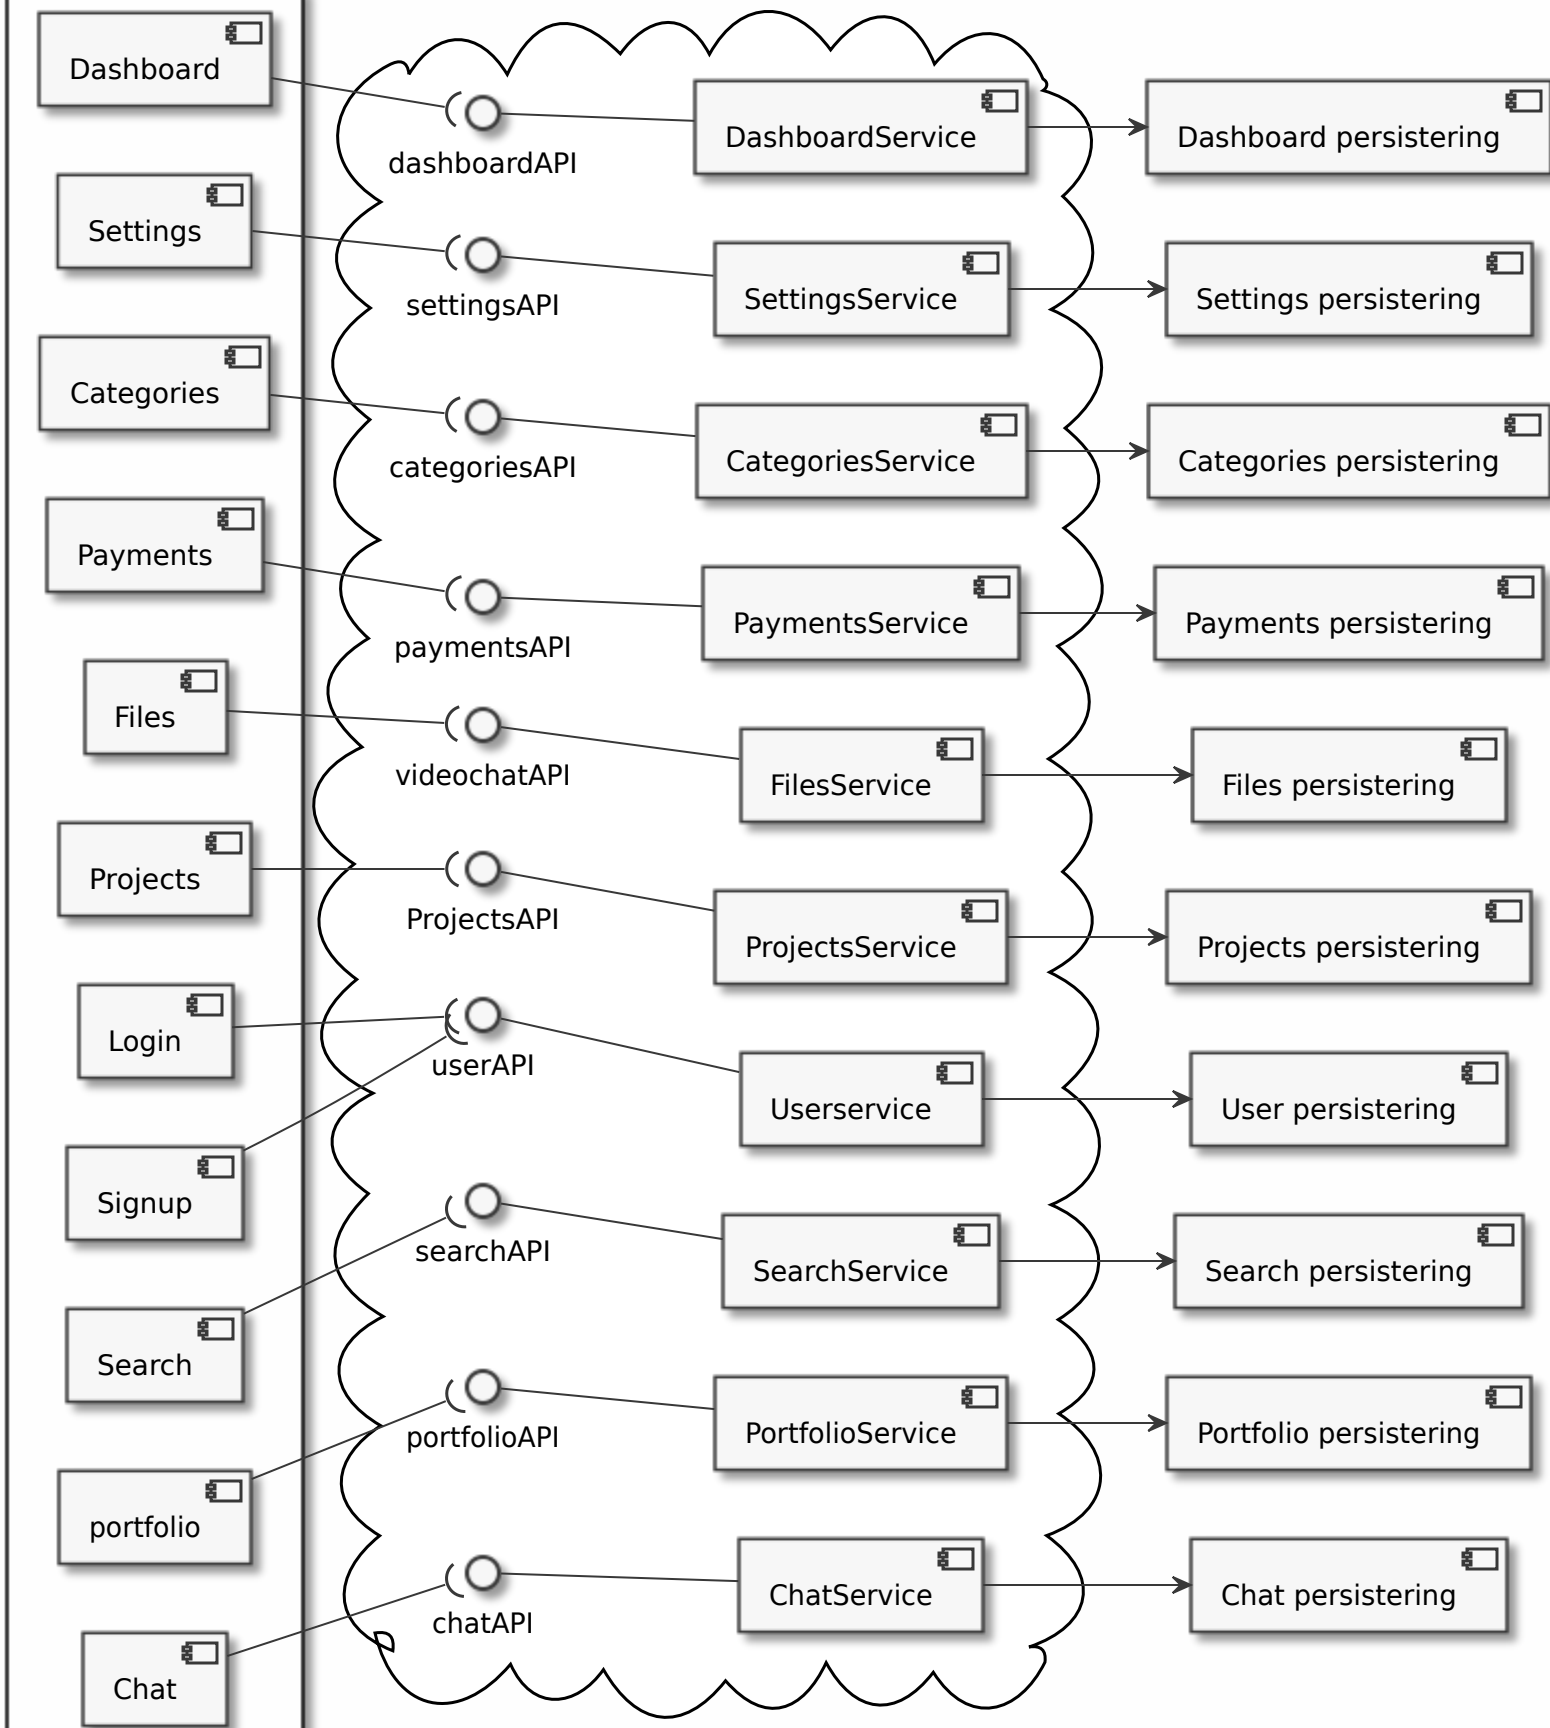 Dashboard
dashboardAPI
DashboardService
Dashboard persistering
Settings
settingsAPI
SettingsService
Settings persistering
Categories
categoriesAPI
CategoriesService
Categories persistering
Payments
paymentsAPI
PaymentsService
Payments persistering
Files
videochatAPI
FilesService
Files persistering
Projects
ProjectsAPI
ProjectsService
Projects persistering
Login
userAPI
Userservice
User persistering
Signup
searchAPI
SearchService
Search persistering
Search
portfolioAPI
PortfolioService
Portfolio persistering
portfolio
chatAPI
ChatService
Chat persistering
Chat